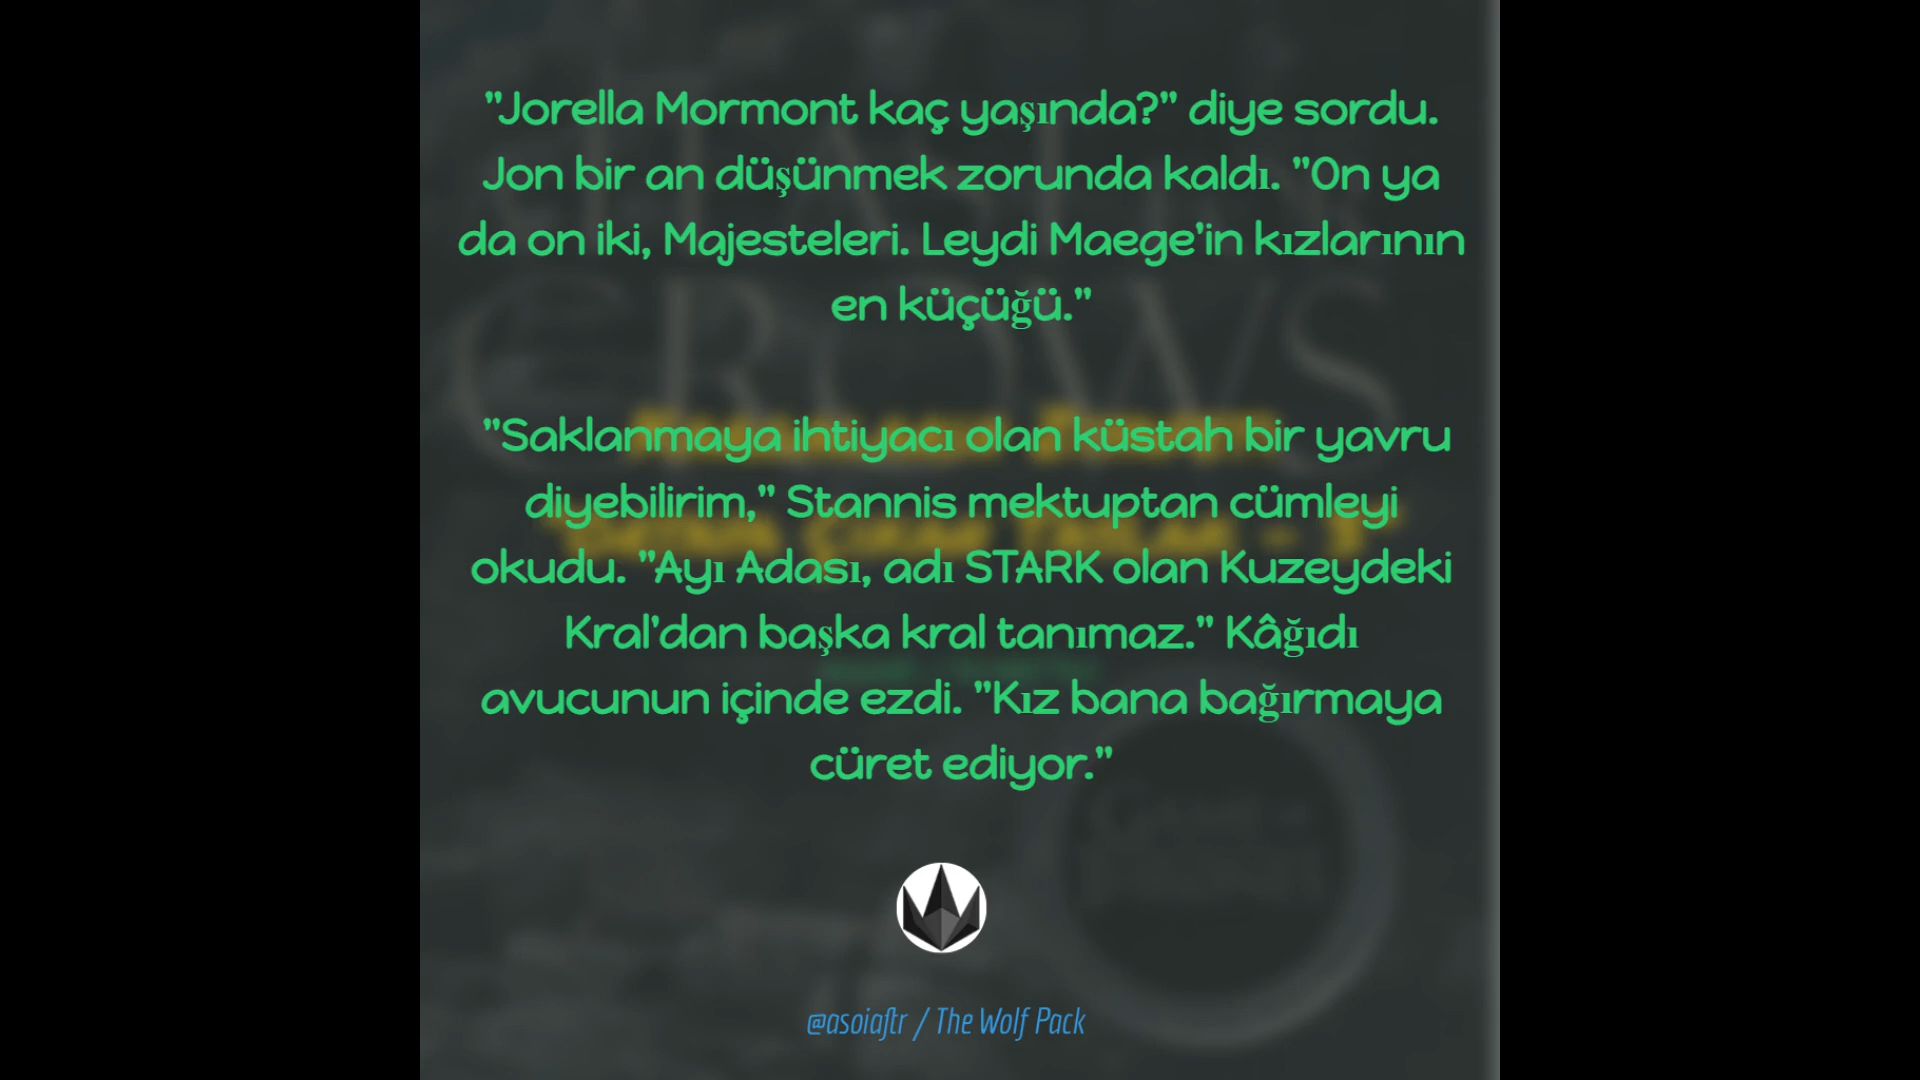 "Jorella Mormont kaç yaşında?" diye sordu.
Jon bir an düşünmek zorunda kaldı. "On ya
da on iki, Majesteleri. Leydi Maege'in kızlarının
en küçüğü."
"Saklanmaya ihtiyacı olan küstah bir yavru
diyebilirim," Stannis mektuptan cümleyi
okudu. "Ayı Adası, adı STARK olan Kuzeydeki
Kral'dan başka kral tanımaz." Kâğıdı
avucunun içinde ezdi. "Kız bana bağırmaya
cüret ediyor."
@asoiaftr / The Wolf Pack
CROWS